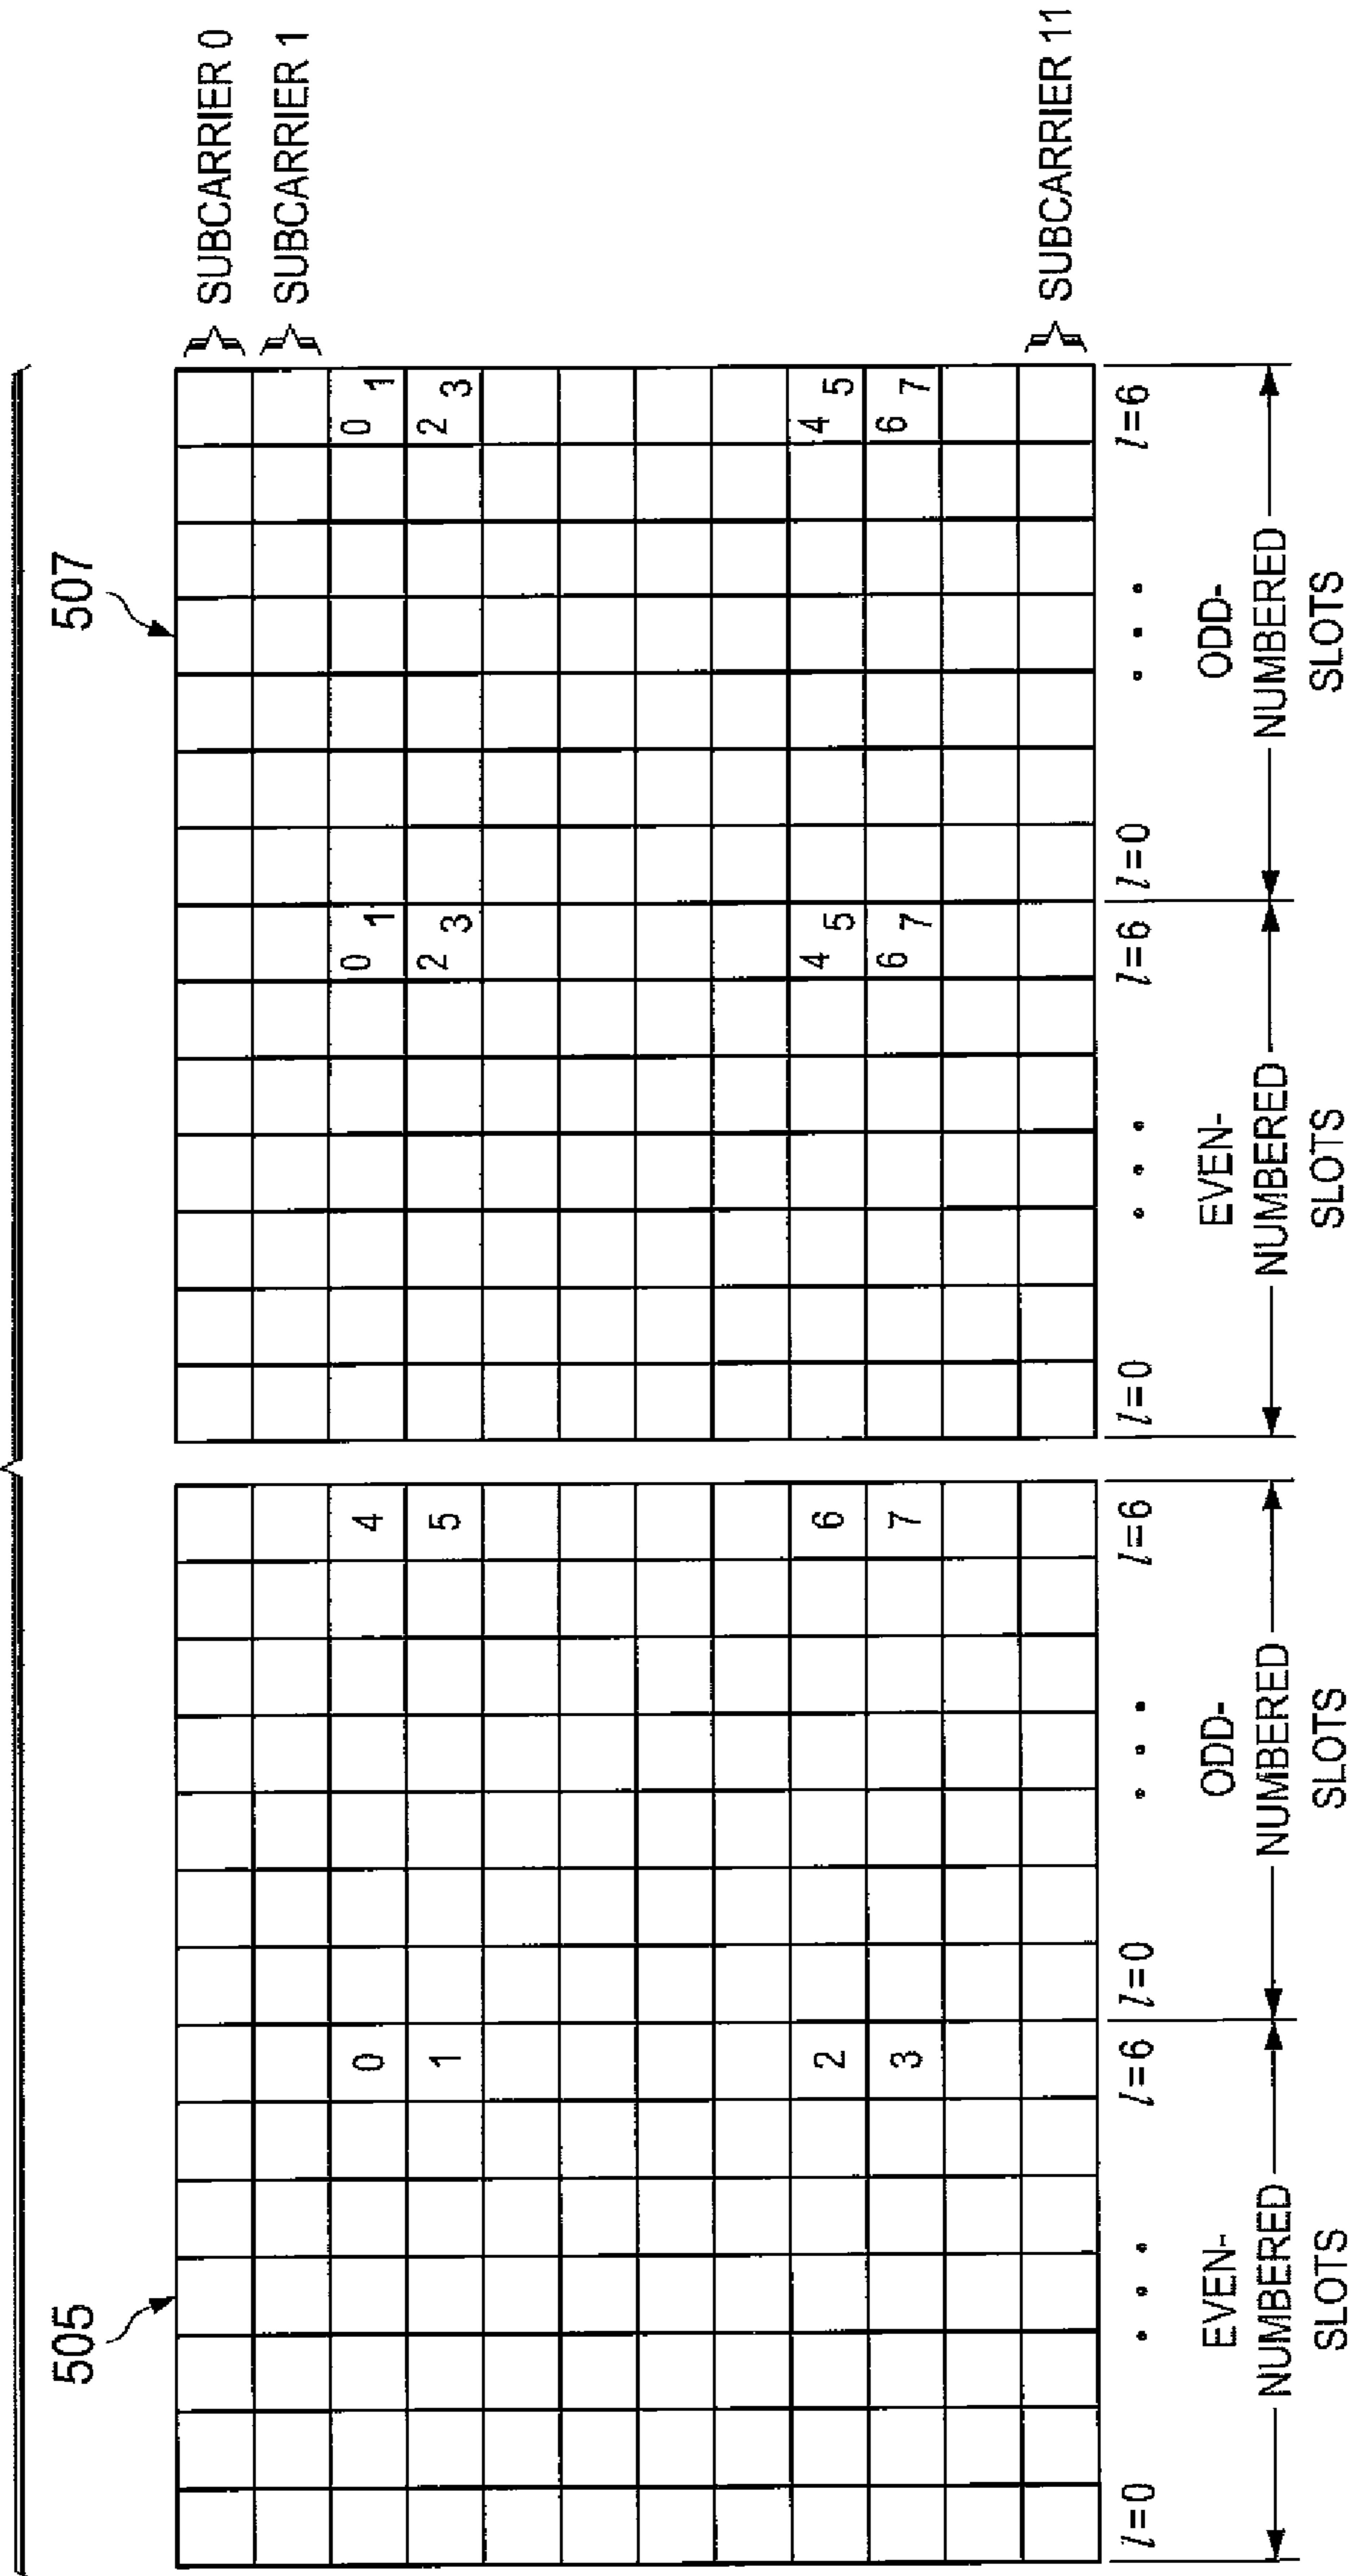 505
507
SUBCARRIER 0
SUBCARRIER 1
0 4 0 1 0 1
1 5 2 3 2 3
2 6 4 5 4 5
3 7 6 7 6 7
SUBCARRIER 11
l=0 l=6 l=0 l=6 l=0 l=6 l=0 l=6
EVEN-
NUMBERED
SLOTS
ODD-
NUMBERED
SLOTS
EVEN-
NUMBERED
SLOTS
ODD-
NUMBERED
SLOTS